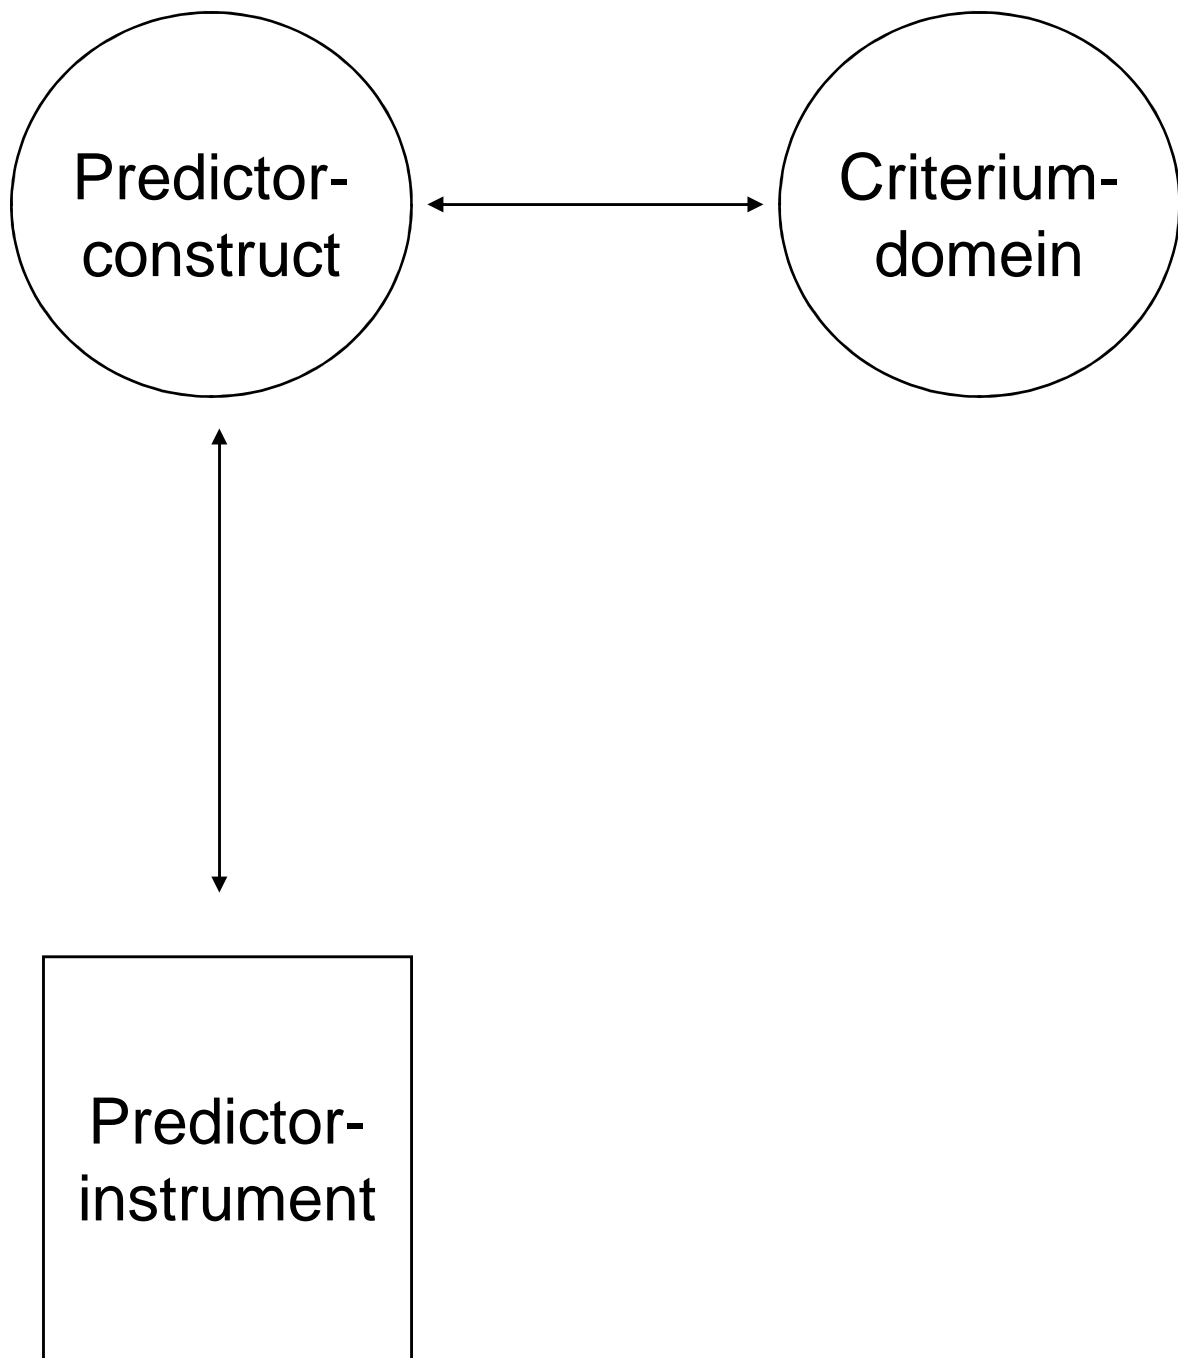 Predictor-
construct
Criterium-
domein
Predictor-
instrument